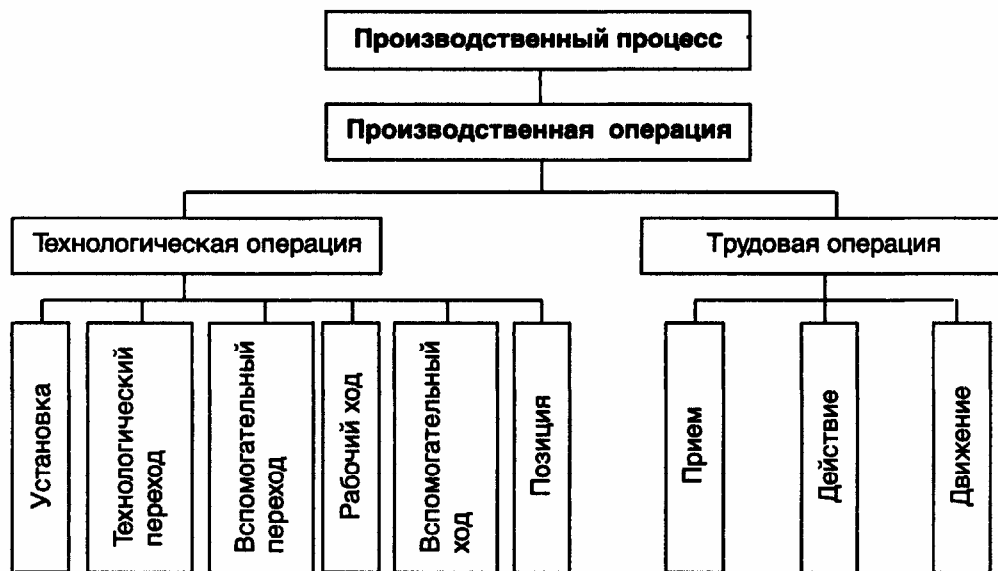 Производственный процесс
Производственная операция
Технологическая операция
Трудовая операция
Установка
Технологический
переход
Вспомогательный
переход
Рабочий ход
Вспомогательный
ход
Позиция
Прием
Действие
Движение